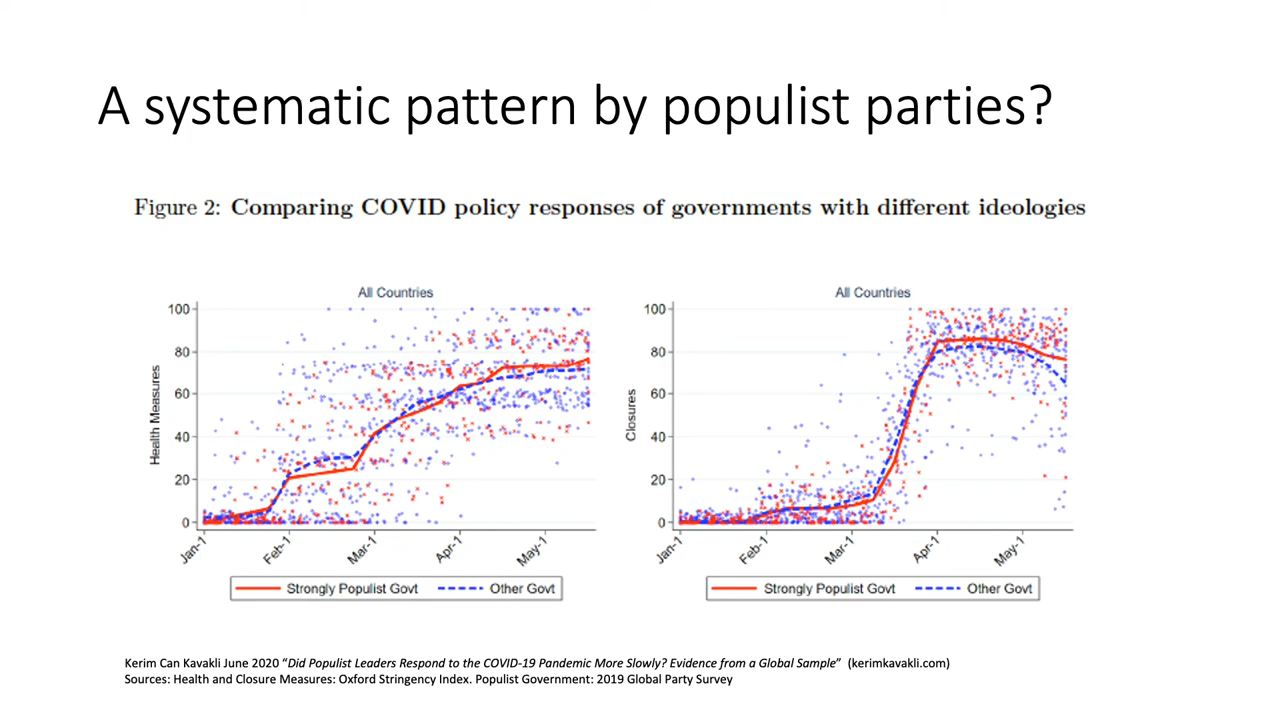 A systematic pattern by populist parties?
Figure 2: Comparing COVID policy responses of governments with different ideologies
All Countries
Health Measures
100
80
60
40
20
0
Jan-1
Feb-1
Mar-1
Apr-1
May-1
Strongly Populist Govt
Other Govt
All Countries
Closures
100
80
60
40
20
0
Jan-1
Feb-1
Mar-1
Apr-1
May-1
Strongly Populist Govt
Other Govt
Kerim Can Kavakli June 2020 “Did Populist Leaders Respond to the COVID-19 Pandemic More Slowly? Evidence from a Global Sample” (kerimkavakli.com)
Sources: Health and Closure Measures: Oxford Stringency Index. Populist Government: 2019 Global Party Survey